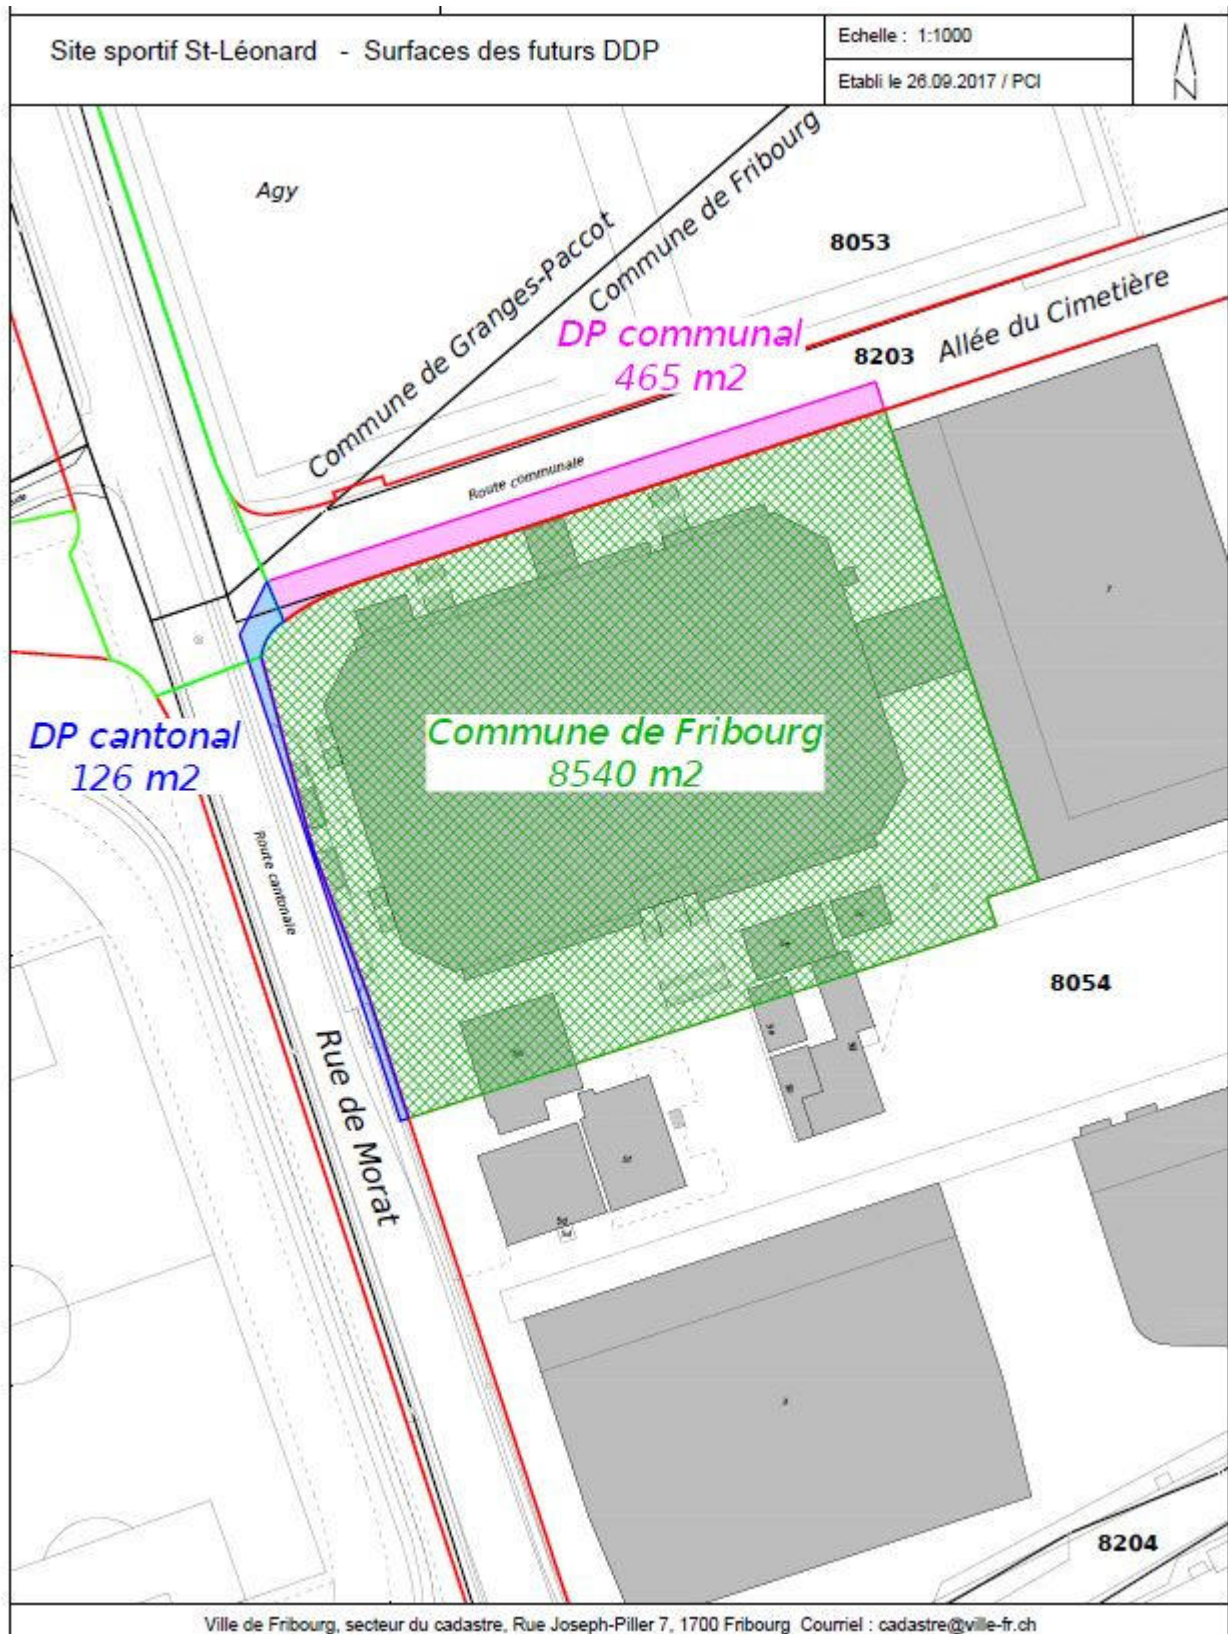 Site sportif St-Léonard - Surfaces des futurs DDP
Echelle : 1:1000
Etabli le 26.09.2017 / PCI
N
Agy
Commune de Granges-Paccot
Commune de Fribourg
8053
DP communal
465 m2
8203
Allée du Cimetière
Route communale
DP cantonal
126 m2
Commune de Fribourg
8540 m2
Route cantonale
8054
Rue de Morat
8204
Ville de Fribourg, secteur du cadastre, Rue Joseph-Piller 7, 1700 Fribourg Courriel : cadastre@ville-fr.ch